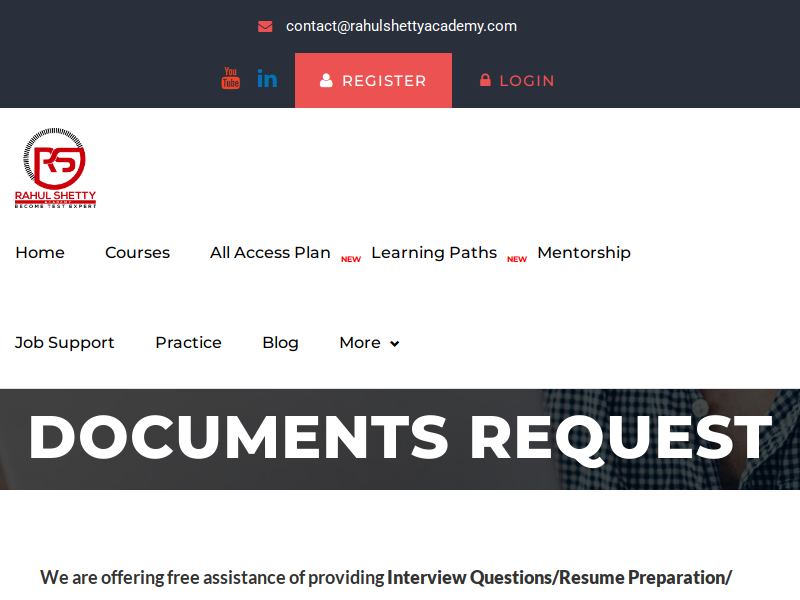 contact@rahulshettyacademy.com
You
Tube
in
REGISTER
LOGIN
RS
RAHUL SHETTY
ACADEMY
BECOME TEST EXPERT
Home Courses All Access Plan NEW Learning Paths NEW Mentorship
Job Support Practice Blog More
DOCUMENTS REQUEST
We are offering free assistance of providing Interview Questions/Resume Preparation/